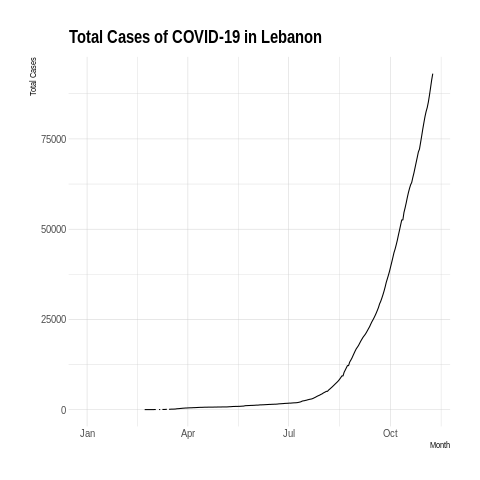 Total Cases of COVID-19 in Lebanon
Total Cases
75000
50000
25000
0
Jan Apr Jul Oct
Month